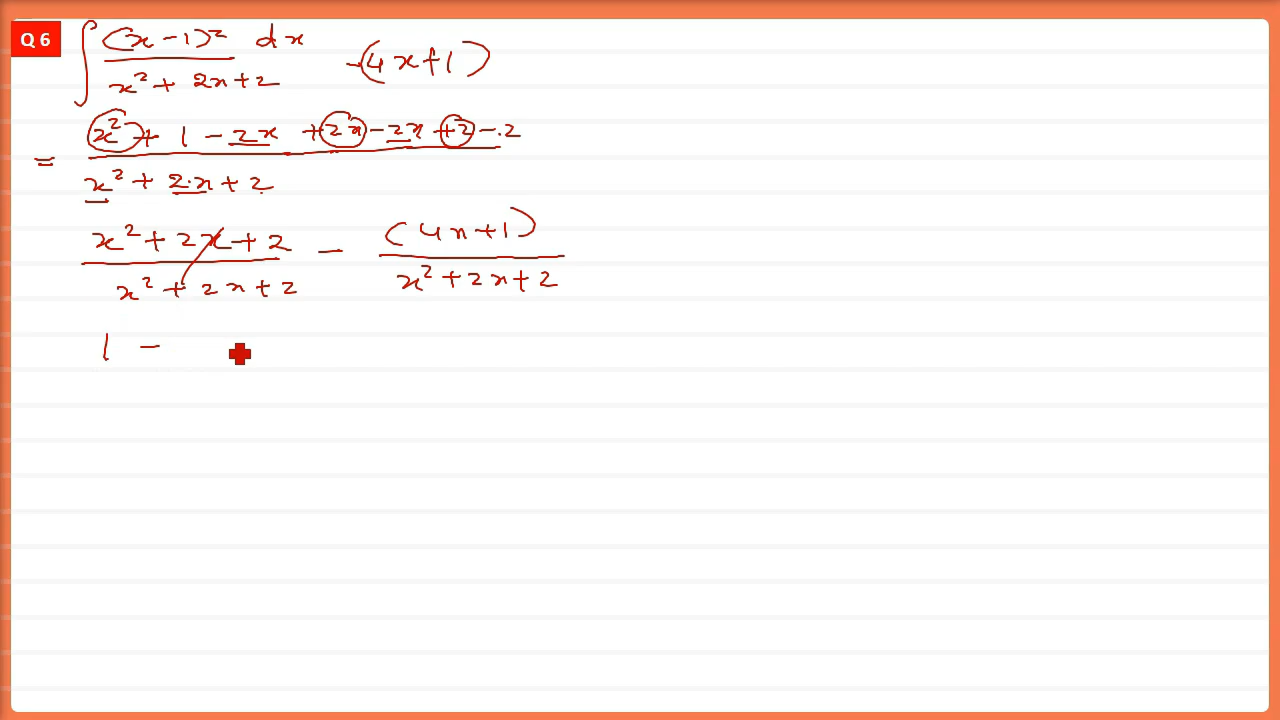 Q 6
∫ (x - 1)² / (x² + 2x + 2) dx -(4x+1)
= (x² + 1 - 2x + 2x - 2x + 2 - 2) / (x² + 2x + 2)
(x² + 2x + 2) / (x² + 2x + 2) - (4x+1) / (x² + 2x + 2)
1 -